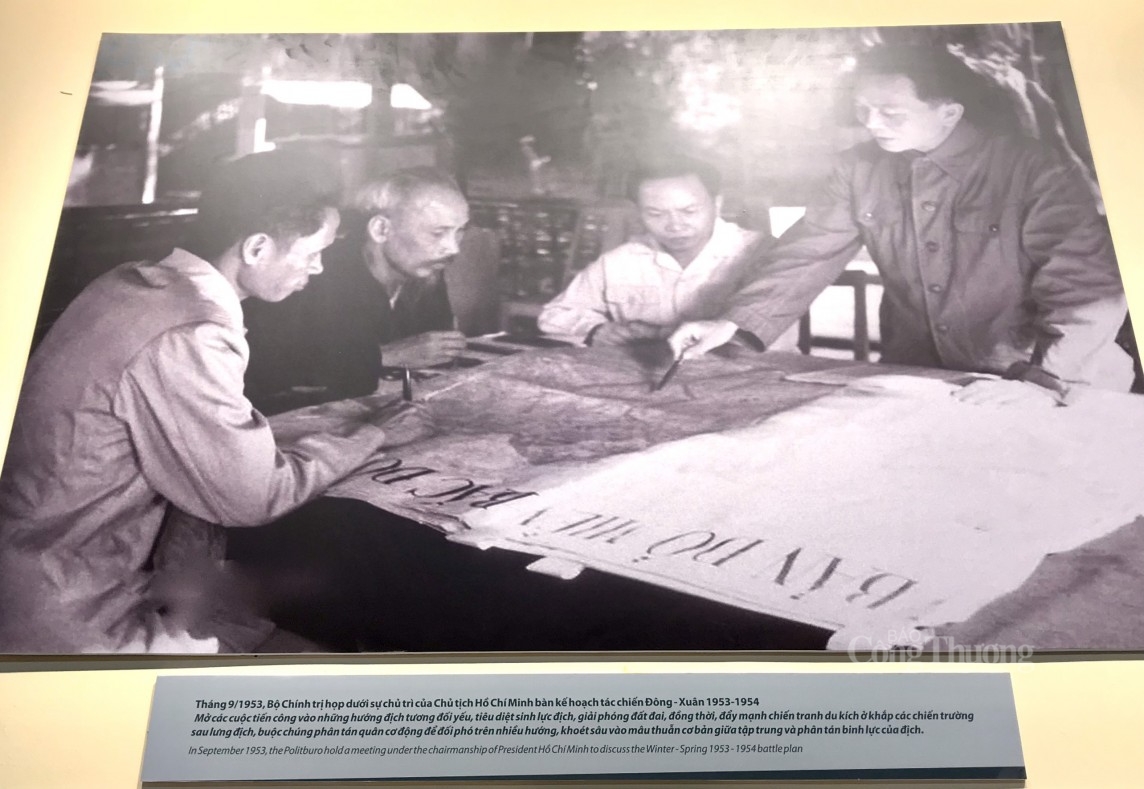 BẢN ĐỒ MIỀN BẮC ĐÔ
BÁO
Công Thương
Tháng 9/1953, Bộ Chính trị họp dưới sự chủ trì của Chủ tịch Hồ Chí Minh bàn kế hoạch tác chiến Đông - Xuân 1953-1954
Mở các cuộc tiến công vào những hướng địch tương đối yếu, tiêu diệt sinh lực địch, giải phóng đất đai, đồng thời, đẩy mạnh chiến tranh du kích ở khắp các chiến trường
sau lưng địch, buộc chúng phân tán quân cơ động để đối phó trên nhiều hướng, khoét sâu vào mâu thuẫn cơ bản giữa tập trung và phân tán binh lực của địch.
In September 1953, the Politburo hold a meeting under the chairmanship of President Hồ Chí Minh to discuss the Winter - Spring 1953 - 1954 battle plan